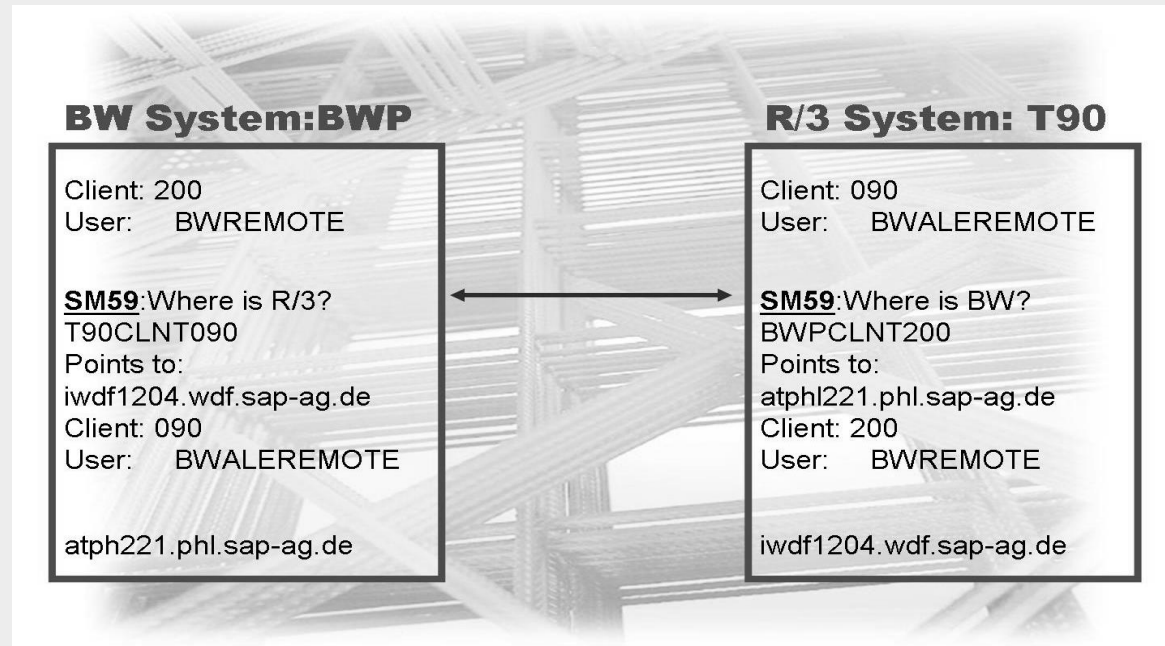 BW System:BWP
Client: 200
User: BWREMOTE
SM59:Where is R/3?
T90CLNT090
Points to:
iwdf1204.wdf.sap-ag.de
Client: 090
User: BWALEREMOTE
atph221.phl.sap-ag.de
R/3 System: T90
Client: 090
User: BWALEREMOTE
SM59:Where is BW?
BWPCLNT200
Points to:
atphl221.phl.sap-ag.de
Client: 200
User: BWREMOTE
iwdf1204.wdf.sap-ag.de